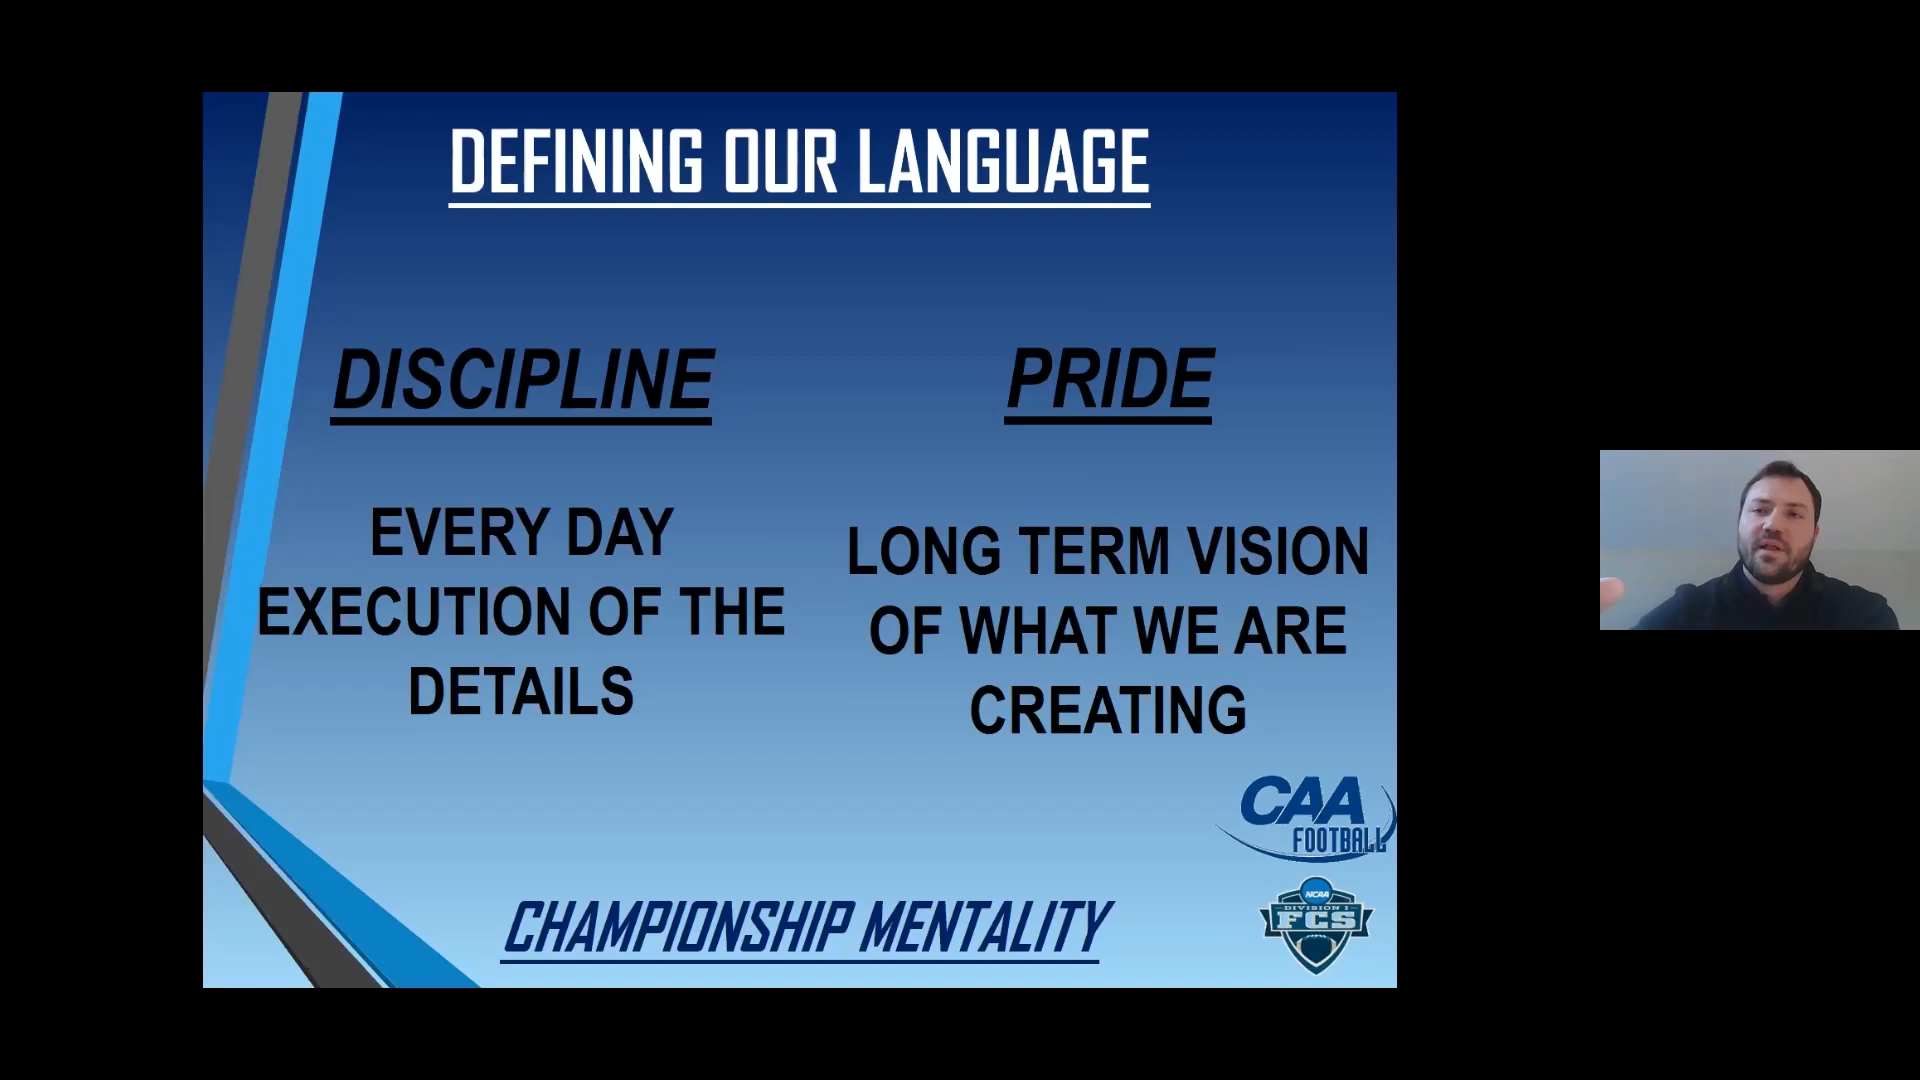 DEFINING OUR LANGUAGE
DISCIPLINE
EVERY DAY
EXECUTION OF THE
DETAILS
PRIDE
LONG TERM VISION
OF WHAT WE ARE
CREATING
CAA
FOOTBALL
NCAA
DIVISION I
FCS
CHAMPIONSHIP MENTALITY